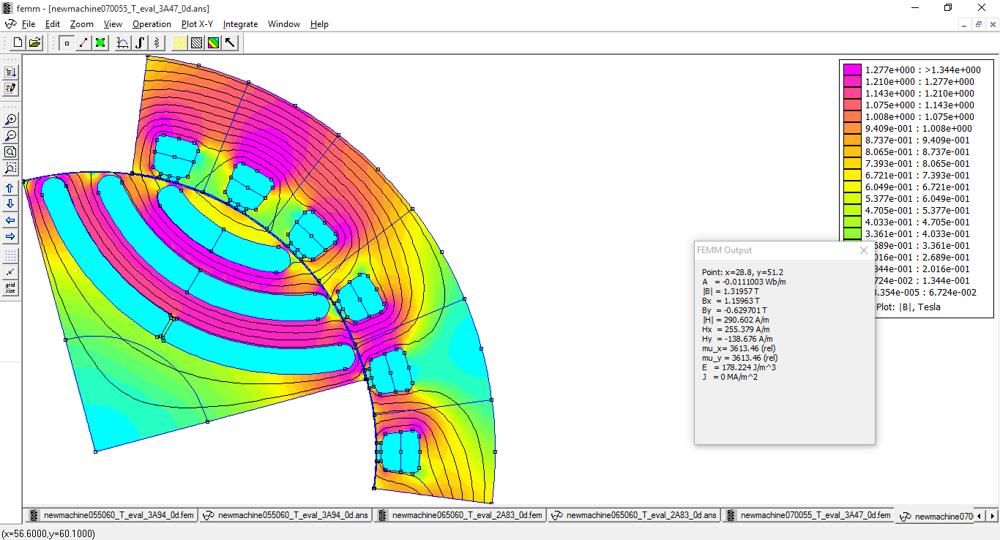 femm - [newmachine070055_T_eval_3A47_0d.ans]
File Edit Zoom View Operation Plot X-Y Integrate Window Help
1.277e+000 : >1.344e+000
1.210e+000 : 1.277e+000
1.143e+000 : 1.210e+000
1.075e+000 : 1.143e+000
1.008e+000 : 1.075e+000
9.409e-001 : 1.008e+000
8.737e-001 : 9.409e-001
8.065e-001 : 8.737e-001
7.393e-001 : 8.065e-001
6.721e-001 : 7.393e-001
6.049e-001 : 6.721e-001
5.377e-001 : 6.049e-001
4.705e-001 : 5.377e-001
4.033e-001 : 4.705e-001
3.361e-001 : 4.033e-001
689e-001 : 3.361e-001
016e-001 : 2.689e-001
344e-001 : 2.016e-001
724e-002 : 1.344e-001
.354e-005 : 6.724e-002
Plot: |B|, Tesla
FEMM Output
Point: x=28.8, y=51.2
A = -0.0111003 Wb/m
|B| = 1.31957 T
Bx = 1.15963 T
By = -0.629701 T
|H| = 290.602 A/m
Hx = 255.379 A/m
Hy = -138.676 A/m
mu_x= 3613.46 (rel)
mu_y = 3613.46 (rel)
E = 178.224 J/m^3
J = 0 MA/m^2
grid
size
newmachine055060_T_eval_3A94_0d.fem newmachine055060_T_eval_3A94_0d.ans newmachine065060_T_eval_2A83_0d.fem newmachine065060_T_eval_2A83_0d.ans newmachine070055_T_eval_3A47_0d.fem newmachine070
(x=56.6000,y=60.1000)